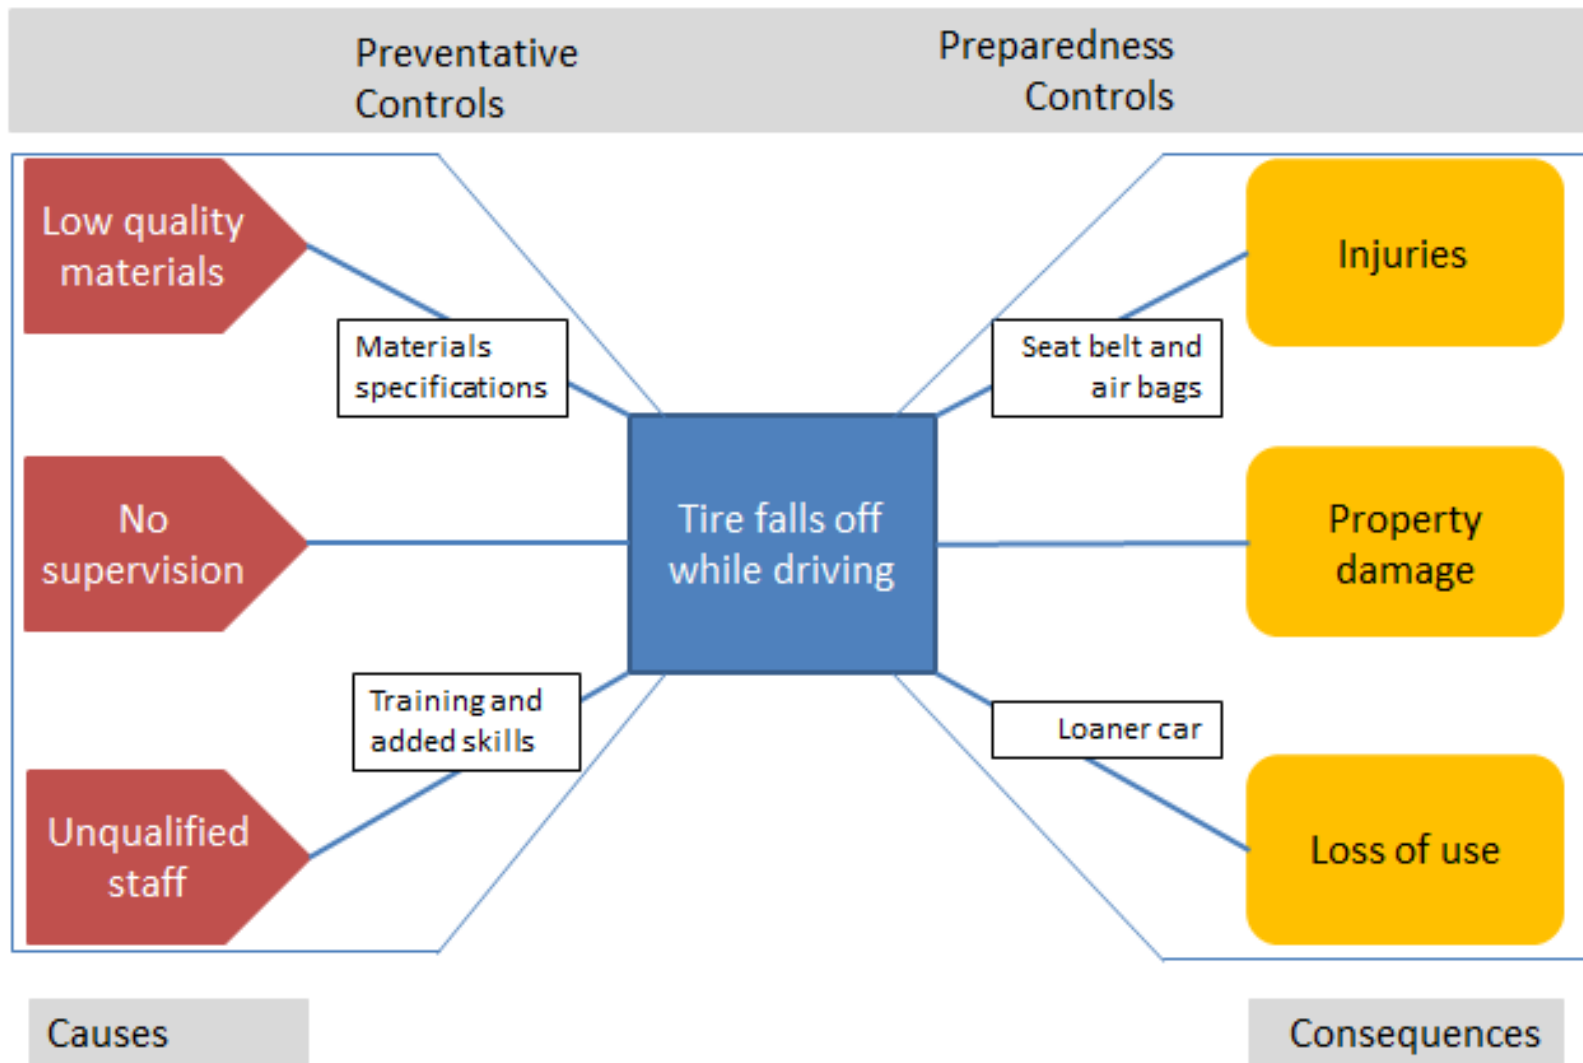 Preventative
Controls
Preparedness
Controls
Low quality
materials
Materials
specifications
Seat belt and
air bags
Injuries
No
supervision
Tire falls off
while driving
Property
damage
Training and
added skills
Loaner car
Unqualified
staff
Loss of use
Causes
Consequences